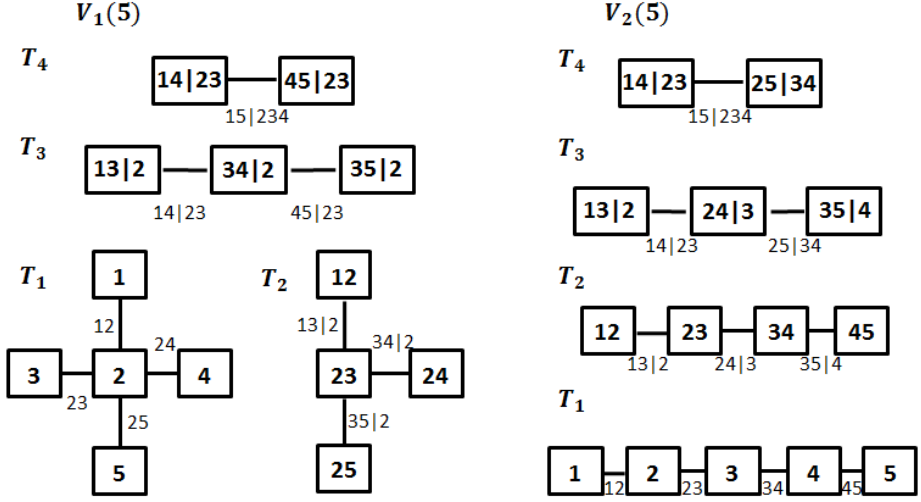 V₁(5)
T₄
14|23 45|23
15|234
T₃
13|2 34|2 35|2
14|23 45|23
T₁
1
12
24
3 2 4
23
25
5
T₂
12
13|2
34|2
23 24
35|2
25
V₂(5)
T₄
14|23 25|34
15|234
T₃
13|2 24|3 35|4
14|23 25|34
T₂
12 23 34 45
13|2 24|3 35|4
T₁
1 2 3 4 5
12 23 34 45